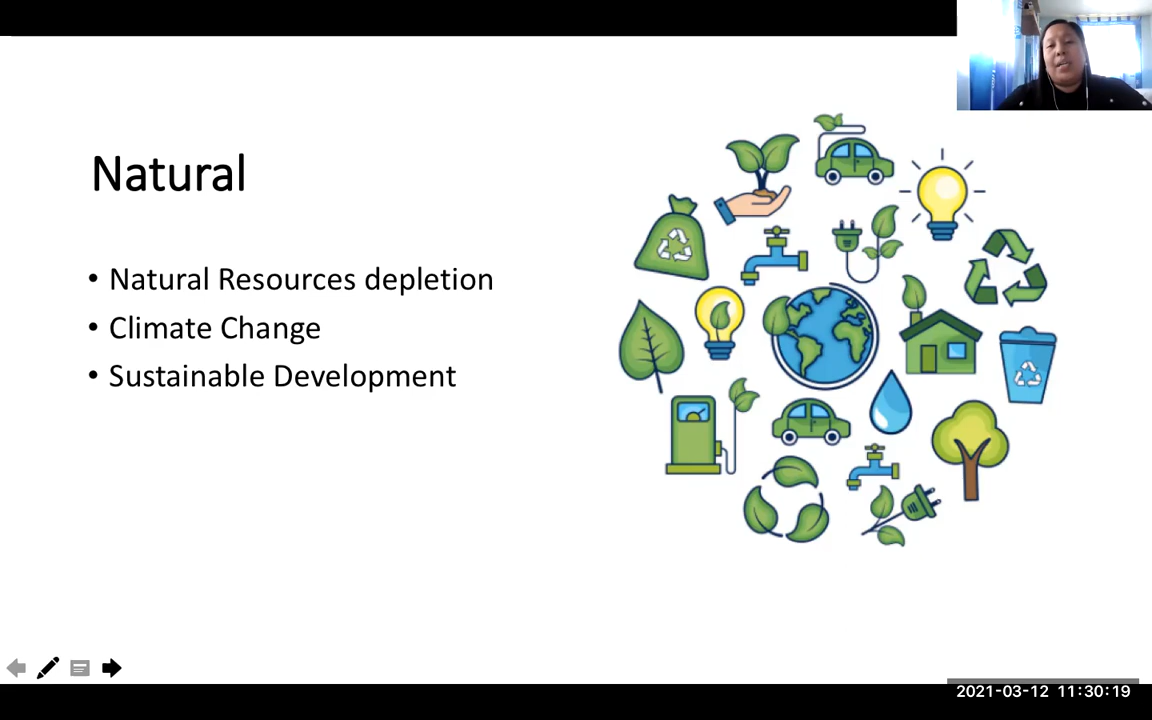 Natural
• Natural Resources depletion
• Climate Change
• Sustainable Development
2021-03-12 11:30:19